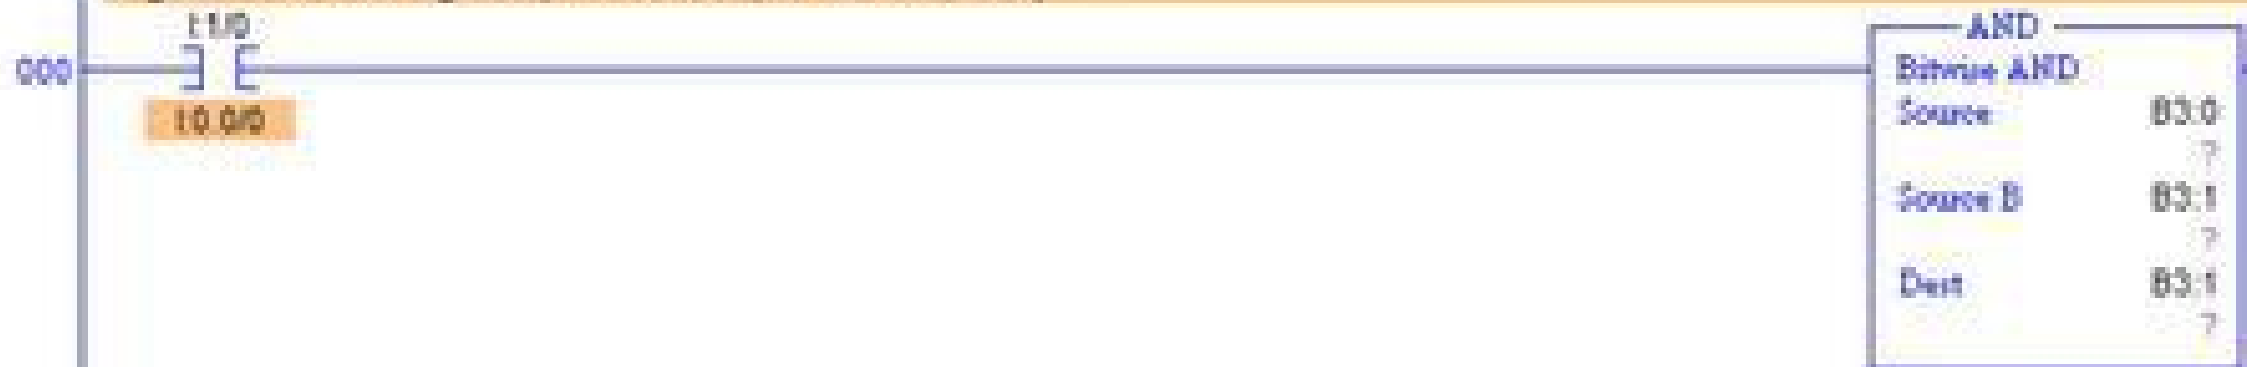 I:1/0
AND
000
Bitwise AND
I:0.0/0
Source B3:0
?
Source B B3:1
?
Dest B3:1
?